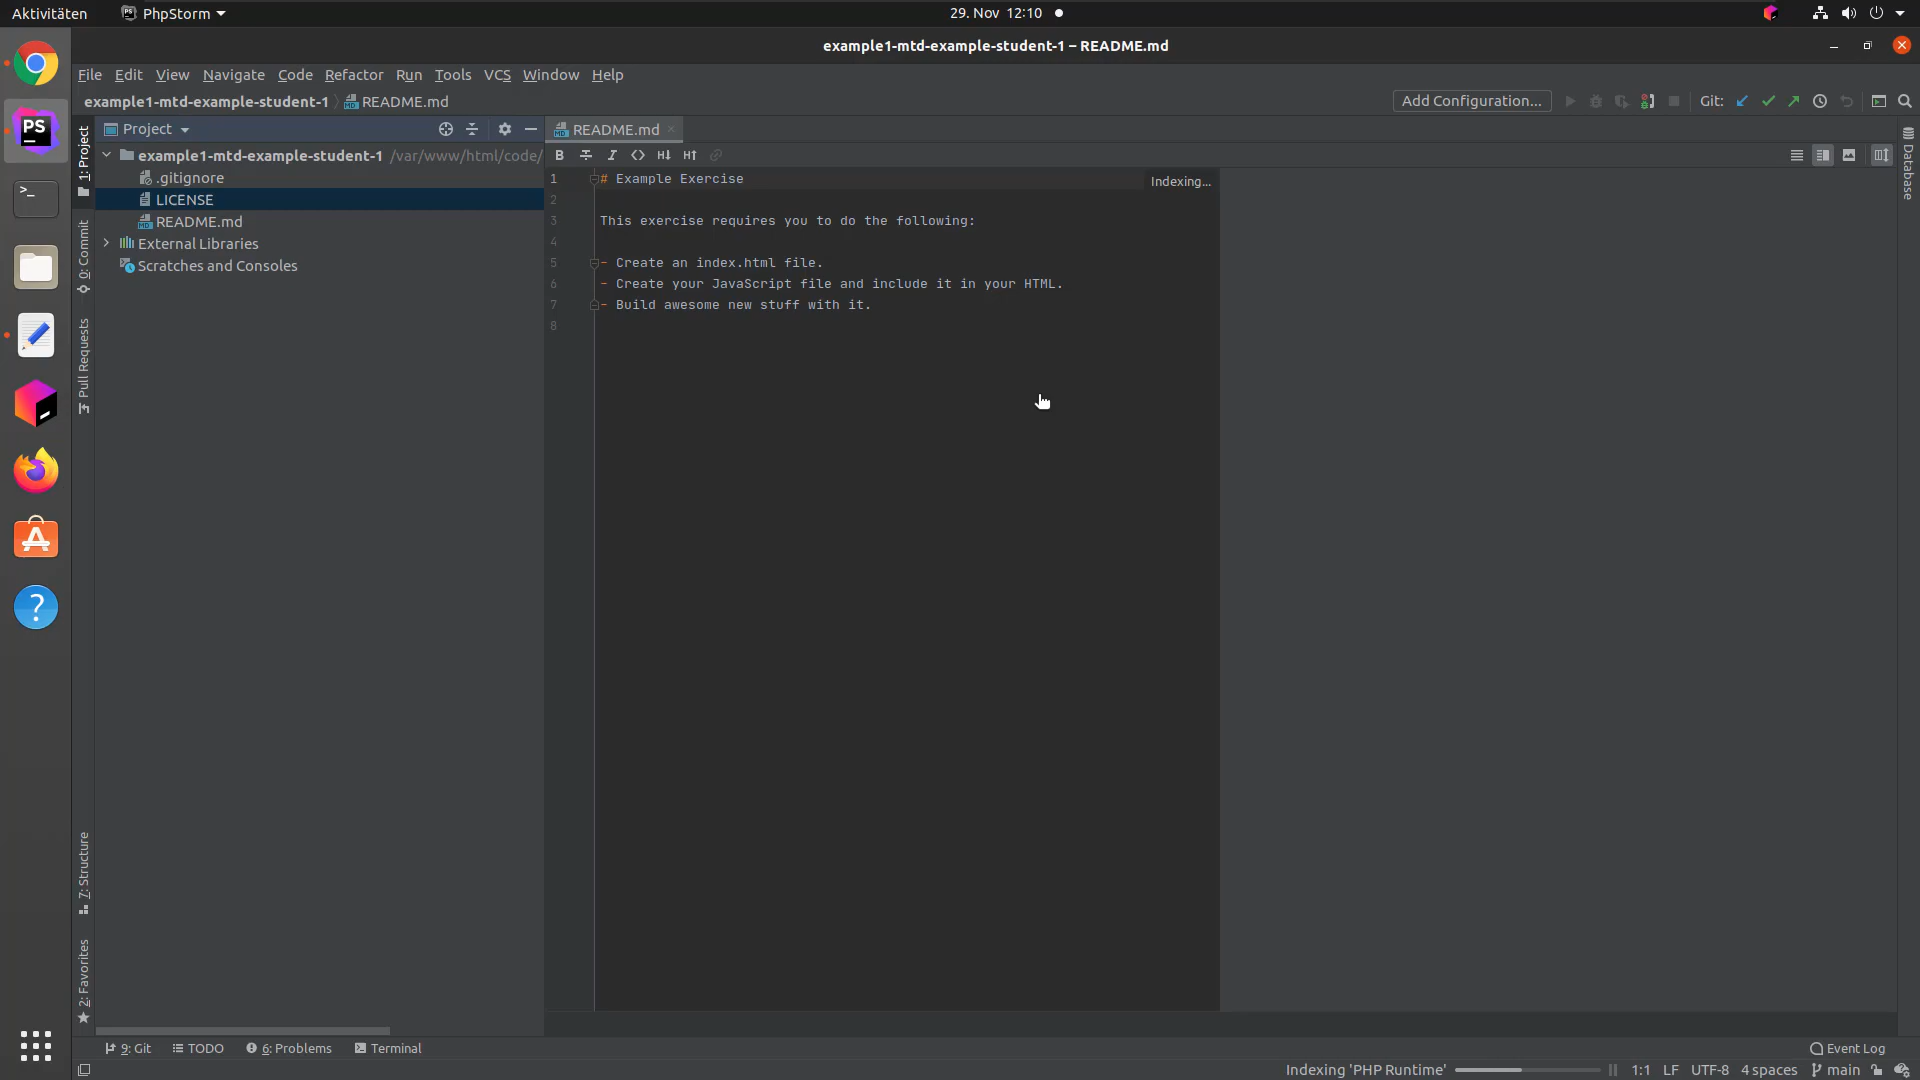 Aktivitäten PhpStorm 29. Nov 12:10
example1-mtd-example-student-1 – README.md
File Edit View Navigate Code Refactor Run Tools VCS Window Help
example1-mtd-example-student-1 README.md Add Configuration... Git:
Project README.md
example1-mtd-example-student-1 /var/www/html/code/
.gitignore
LICENSE
README.md
External Libraries
Scratches and Consoles
1: Project
0: Commit
Pull Requests
7: Structure
2: Favorites
PS
>_
B I <> H↓ H↑
1 # Example Exercise
2
3 This exercise requires you to do the following:
4
5 - Create an index.html file.
6 - Create your JavaScript file and include it in your HTML.
7 - Build awesome new stuff with it.
8
Indexing...
Database
9: Git TODO 6: Problems Terminal Event Log
Indexing 'PHP Runtime' 1:1 LF UTF-8 4 spaces main